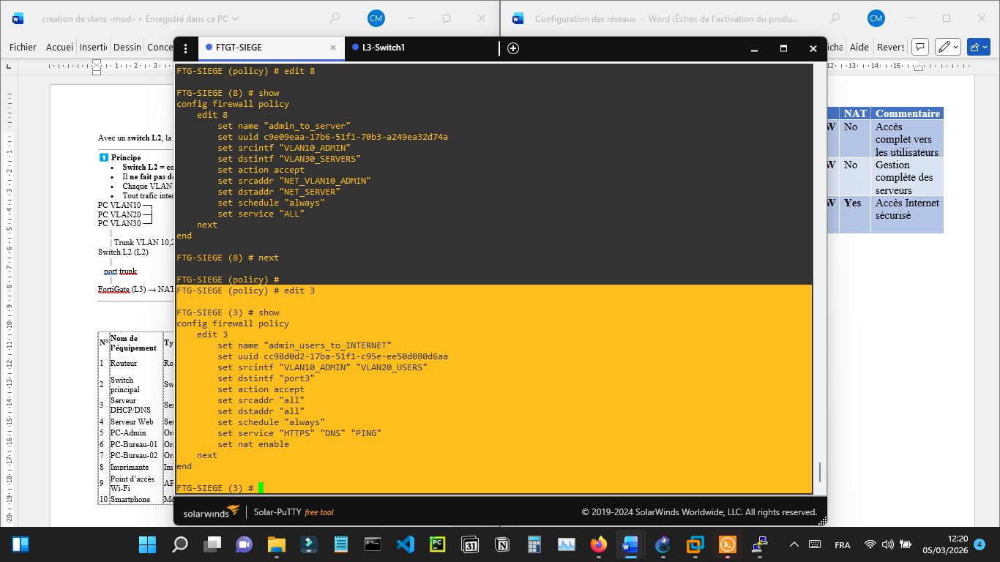 creation de vlans -mod- • Enregistré dans ce PC
CM
Configuration des réseaux - Word (Échec de l'activation du produ...
CM
Fichier Accueil Insertio Dessin Conce
Aide Revers
FTGT-SIEGE
L3-Switch1
FTG-SIEGE (policy) # edit 8
FTG-SIEGE (8) # show
config firewall policy
    edit 8
        set name "admin_to_server"
        set uuid c9e09eaa-17b6-51f1-70b3-a249ea32d74a
        set srcintf "VLAN10_ADMIN"
        set dstintf "VLAN30_SERVERS"
        set action accept
        set srcaddr "NET_VLAN10_ADMIN"
        set dstaddr "NET_SERVER"
        set schedule "always"
        set service "ALL"
    next
end
FTG-SIEGE (8) # next
FTG-SIEGE (policy) #
FTG-SIEGE (policy) # edit 3
FTG-SIEGE (3) # show
config firewall policy
    edit 3
        set name "admin_users_to_INTERNET"
        set uuid cc98d0d2-17ba-51f1-c95e-ee50d080d6aa
        set srcintf "VLAN10_ADMIN" "VLAN20_USERS"
        set dstintf "port3"
        set action accept
        set srcaddr "all"
        set dstaddr "all"
        set schedule "always"
        set service "HTTPS" "DNS" "PING"
        set nat enable
    next
end
FTG-SIEGE (3) #
solarwinds Solar-PuTTY free tool
© 2019-2024 SolarWinds Worldwide, LLC. All rights reserved.
Avec un switch L2, la
1 Principe
• Switch L2 = co
• Il ne fait pas de
• Chaque VLAN
• Tout trafic inter
PC VLAN10
PC VLAN20
PC VLAN30
| Trunk VLAN 10,2
Switch L2 (L2)
port trunk
FortiGate (L3) → NAT
N° Nom de l'équipement Ty
1 Routeur Ro
2 Switch principal Sw
3 Serveur DHCP/DNS Ser
4 Serveur Web Ser
5 PC-Admin Ord
6 PC-Bureau-01 Ord
7 PC-Bureau-02 Ord
8 Imprimante Im
9 Point d'accès Wi-Fi AP
10 Smartphone Mo
NAT Commentaire
W No Accès complet vers les utilisateurs
W No Gestion complète des serveurs
W Yes Accès Internet sécurisé
FRA
12:20
05/03/2026
4